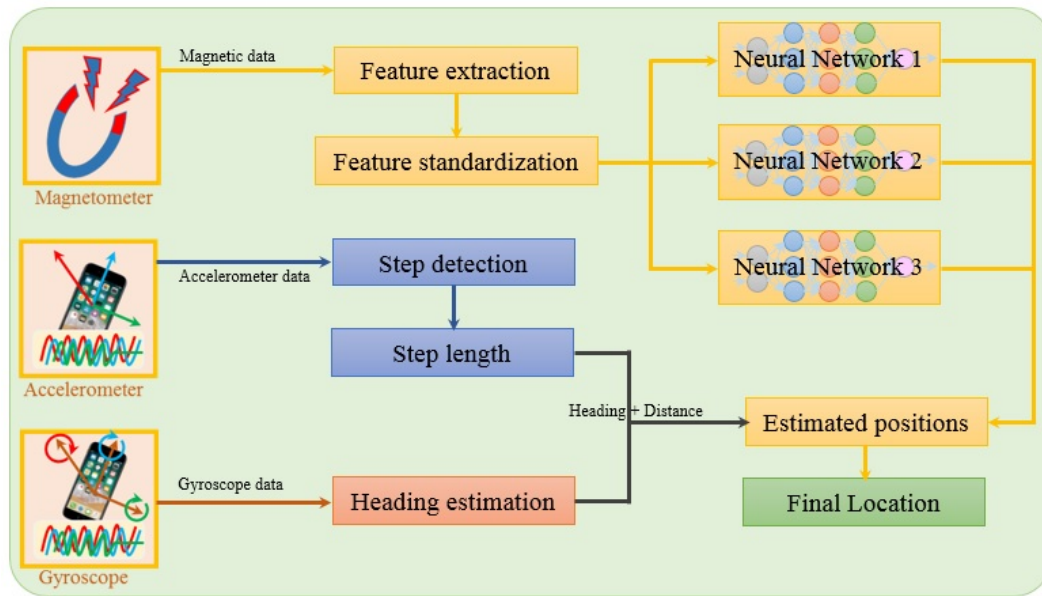 Magnetic data
Feature extraction
Neural Network 1
Magnetometer
Feature standardization
Neural Network 2
Accelerometer data
Step detection
Neural Network 3
Step length
Accelerometer
Heading + Distance
Estimated positions
Gyroscope data
Heading estimation
Final Location
Gyroscope